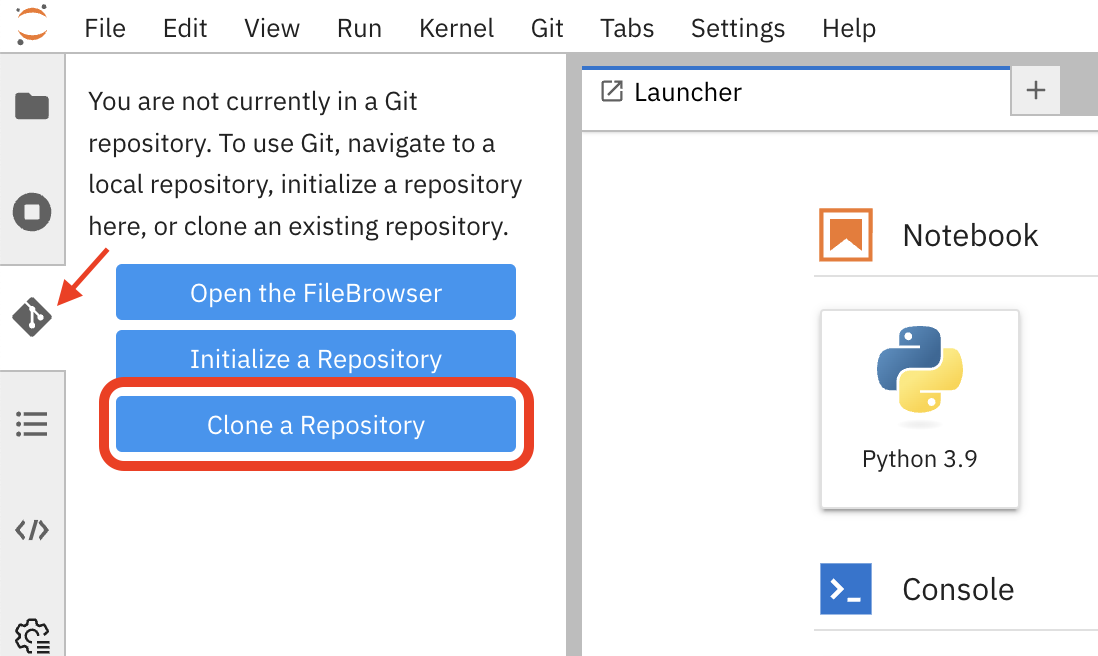 File Edit View Run Kernel Git Tabs Settings Help
You are not currently in a Git
repository. To use Git, navigate to a
local repository, initialize a repository
here, or clone an existing repository.
Open the FileBrowser
Initialize a Repository
Clone a Repository
Launcher
Notebook
Python 3.9
Console